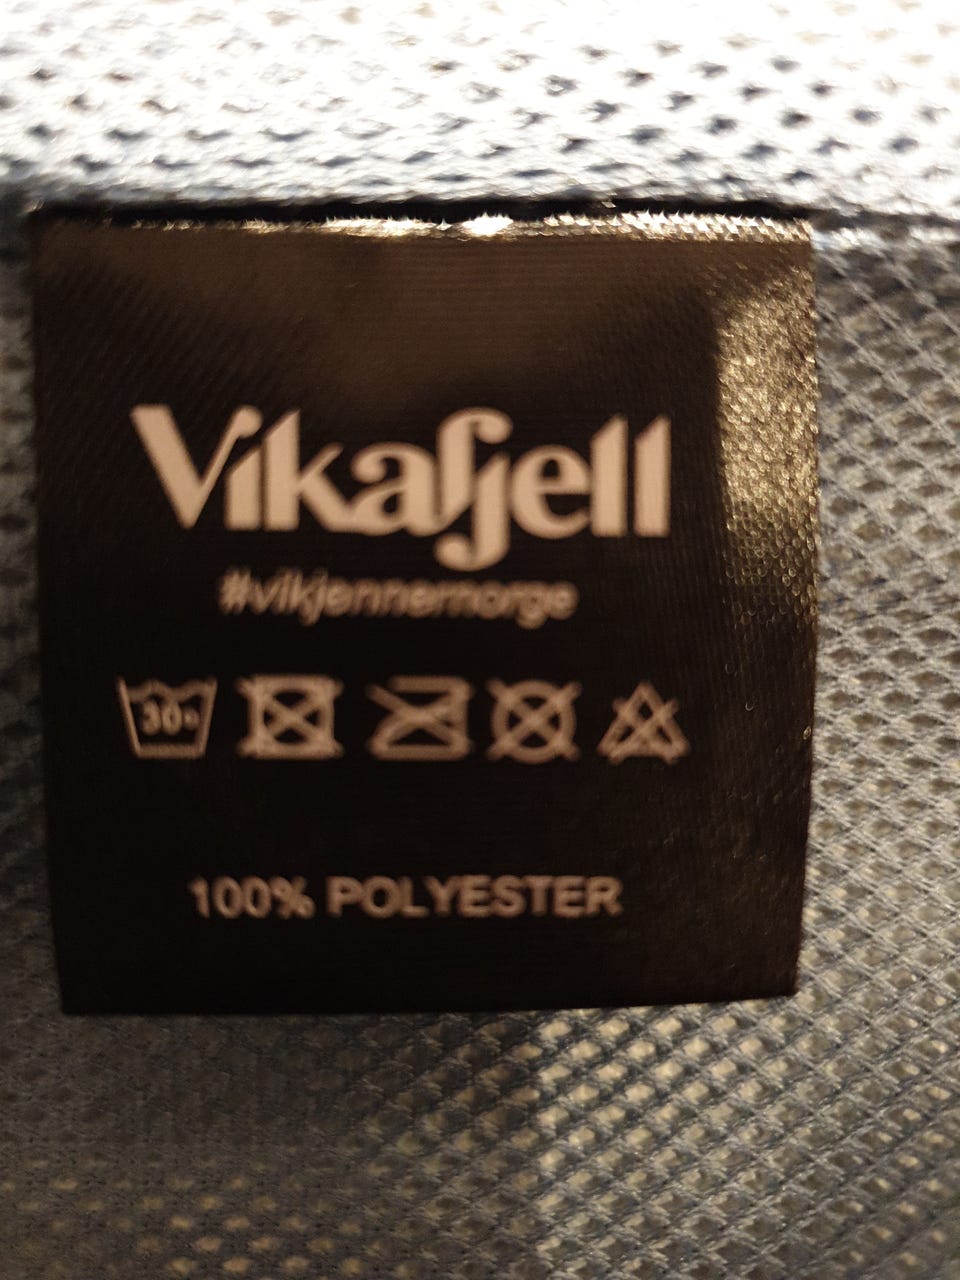 Vikafjell
#vikjennernorge
30°
100% POLYESTER